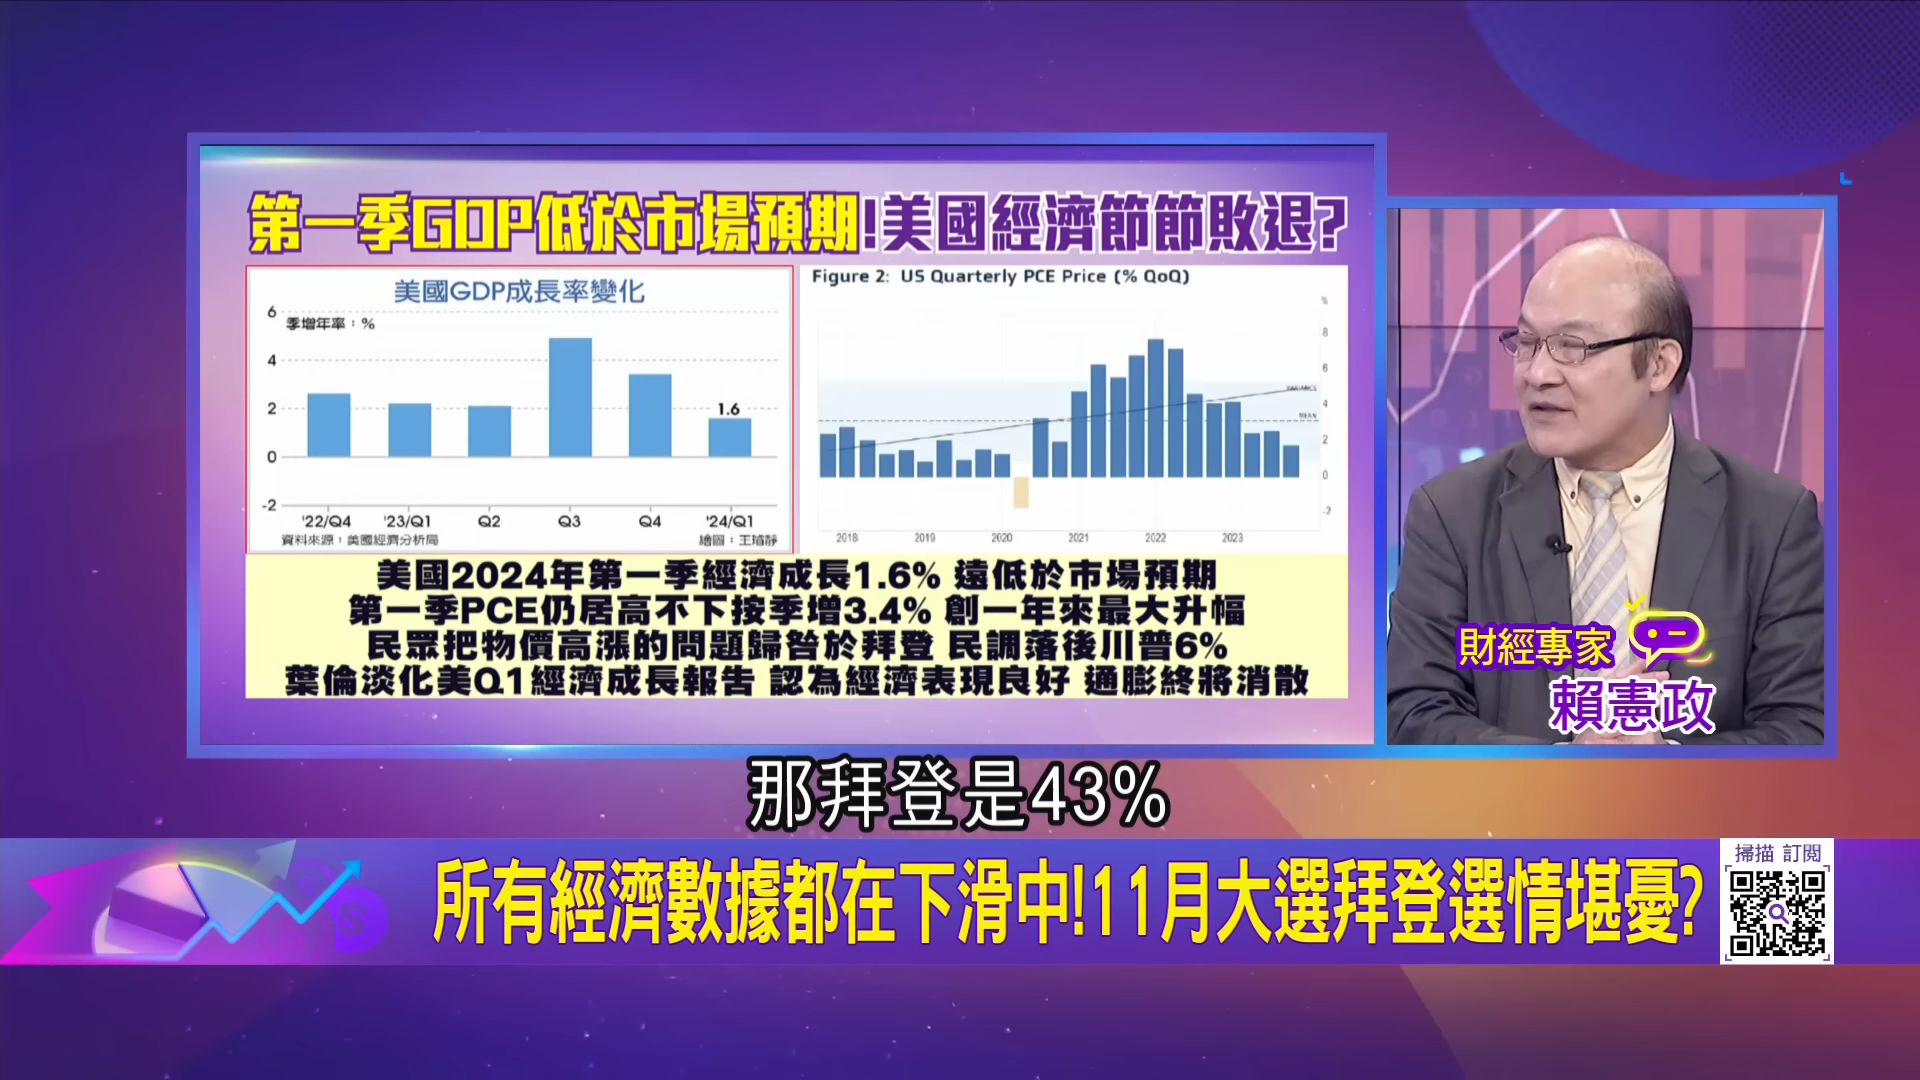 第一季GDP低於市場預期!美國經濟節節敗退?
美國GDP成長率變化
季增年率：%
6
4
2
0
-2
1.6
'22/Q4 '23/Q1 Q2 Q3 Q4 '24/Q1
資料來源：美國經濟分析局 繪圖：王瑄靜
Figure 2: US Quarterly PCE Price (% QoQ)
%
8
6
VARIANCE
4
MEAN
2
0
-2
2018 2019 2020 2021 2022 2023
美國2024年第一季經濟成長1.6% 遠低於市場預期
第一季PCE仍居高不下按季增3.4% 創一年來最大升幅
民眾把物價高漲的問題歸咎於拜登 民調落後川普6%
葉倫淡化美Q1經濟成長報告 認為經濟表現良好 通膨終將消散
財經專家
賴憲政
那拜登是43%
所有經濟數據都在下滑中!11月大選拜登選情堪憂?
掃描 訂閱